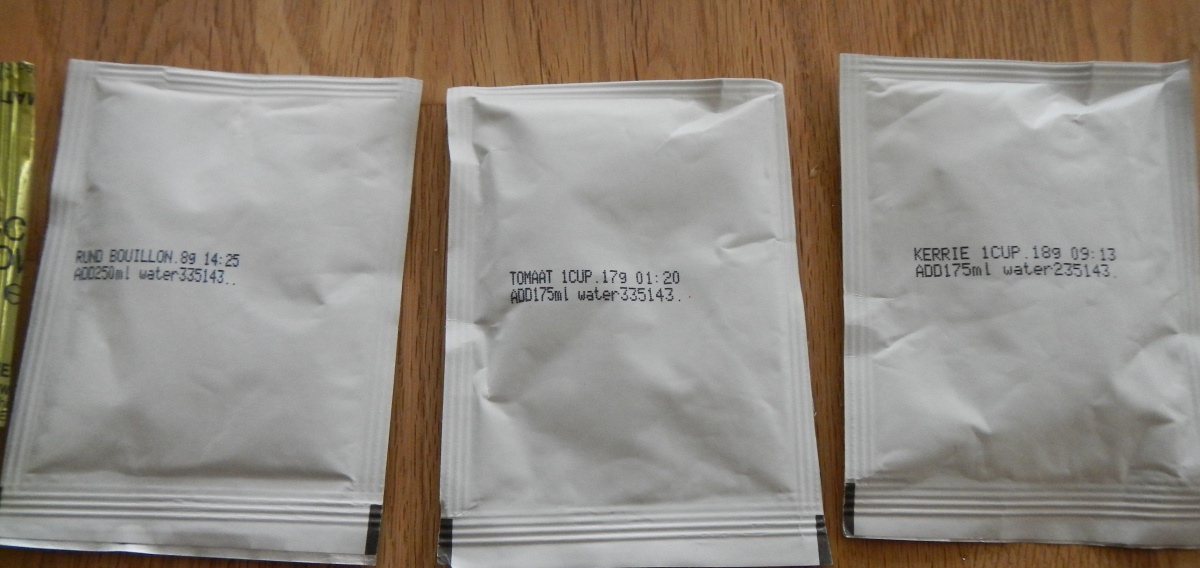 RUND BOUILLON.8g 14:25
ADD250ml water335143..
TOMAAT 1CUP.17g 01:20
ADD175ml water335143..
KERRIE 1CUP.18g 09:13
ADD175ml water235143.